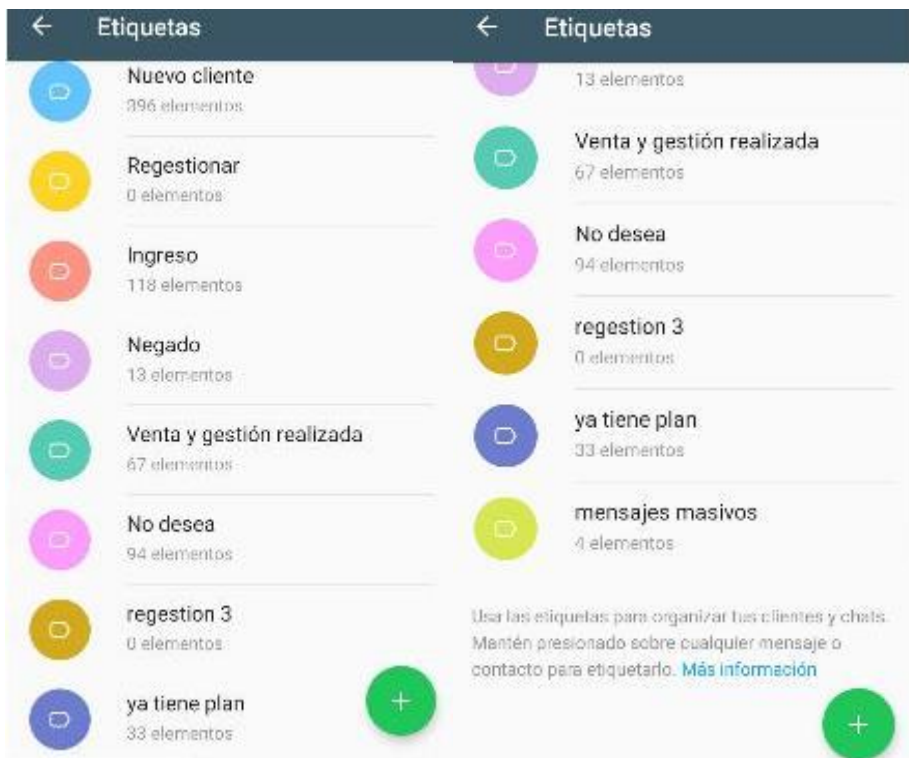 Etiquetas
Nuevo cliente
396 elementos
Regestionar
0 elementos
Ingreso
118 elementos
Negado
13 elementos
Venta y gestión realizada
67 elementos
No desea
94 elementos
regestion 3
0 elementos
ya tiene plan
33 elementos
Etiquetas
13 elementos
Venta y gestión realizada
67 elementos
No desea
94 elementos
regestion 3
0 elementos
ya tiene plan
33 elementos
mensajes masivos
4 elementos
Usa las etiquetas para organizar tus clientes y chats.
Mantén presionado sobre cualquier mensaje o
contacto para etiquetarlo. Más información